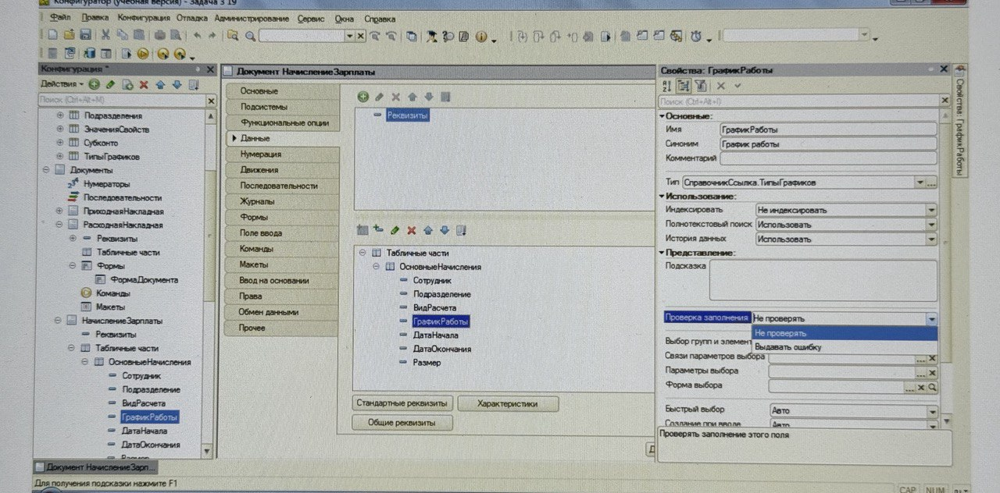 Конфигуратор (учебная версия) - Задача 3 19
Файл Правка Конфигурация Отладка Администрирование Сервис Окна Справка
Конфигурация *
Действия
Поиск (Ctrl+Alt+M)
Подразделения
ЗначенияСвойств
Субконто
ТипыГрафиков
Документы
Нумераторы
Последовательности
ПриходнаяНакладная
РасходнаяНакладная
Реквизиты
Табличные части
Формы
ФормаДокумента
Команды
Макеты
НачислениеЗарплаты
Реквизиты
Табличные части
ОсновныеНачисления
Сотрудник
Подразделение
ВидРасчета
ГрафикРаботы
ДатаНачала
ДатаОкончания
Размер
Документ НачислениеЗарплаты
Основные
Подсистемы
Функциональные опции
Данные
Нумерация
Движения
Последовательности
Журналы
Формы
Поле ввода
Команды
Макеты
Ввод на основании
Права
Обмен данными
Прочее
Реквизиты
Табличные части
ОсновныеНачисления
Сотрудник
Подразделение
ВидРасчета
ГрафикРаботы
ДатаНачала
ДатаОкончания
Размер
Стандартные реквизиты
Характеристики
Общие реквизиты
Свойства: ГрафикРаботы
Поиск (Ctrl+Alt+I)
Основные:
Имя ГрафикРаботы
Синоним График работы
Комментарий
Тип СправочникСсылка.ТипыГрафиков ...
Использование:
Индексировать Не индексировать
Полнотекстовый поиск Использовать
История данных Использовать
Представление:
Подсказка
Проверка заполнения Не проверять
Не проверять
Выдавать ошибку
Выбор групп и элемент
Связи параметров выбора ...
Параметры выбора ...
Форма выбора ...
Быстрый выбор Авто
Создание при вводе Авто
Проверять заполнение этого поля
Свойства: ГрафикРаботы
Документ НачислениеЗарп...
Для получения подсказки нажмите F1
CAP NUM